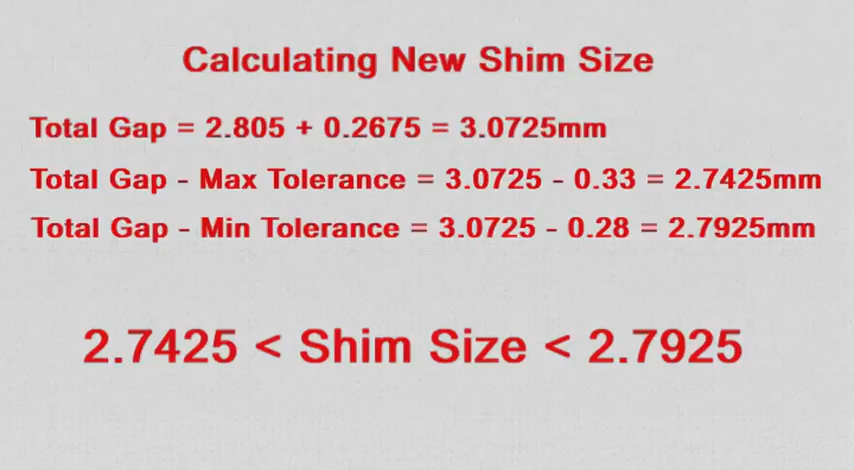 Calculating New Shim Size
Total Gap = 2.805 + 0.2675 = 3.0725mm
Total Gap - Max Tolerance = 3.0725 - 0.33 = 2.7425mm
Total Gap - Min Tolerance = 3.0725 - 0.28 = 2.7925mm
2.7425 < Shim Size < 2.7925